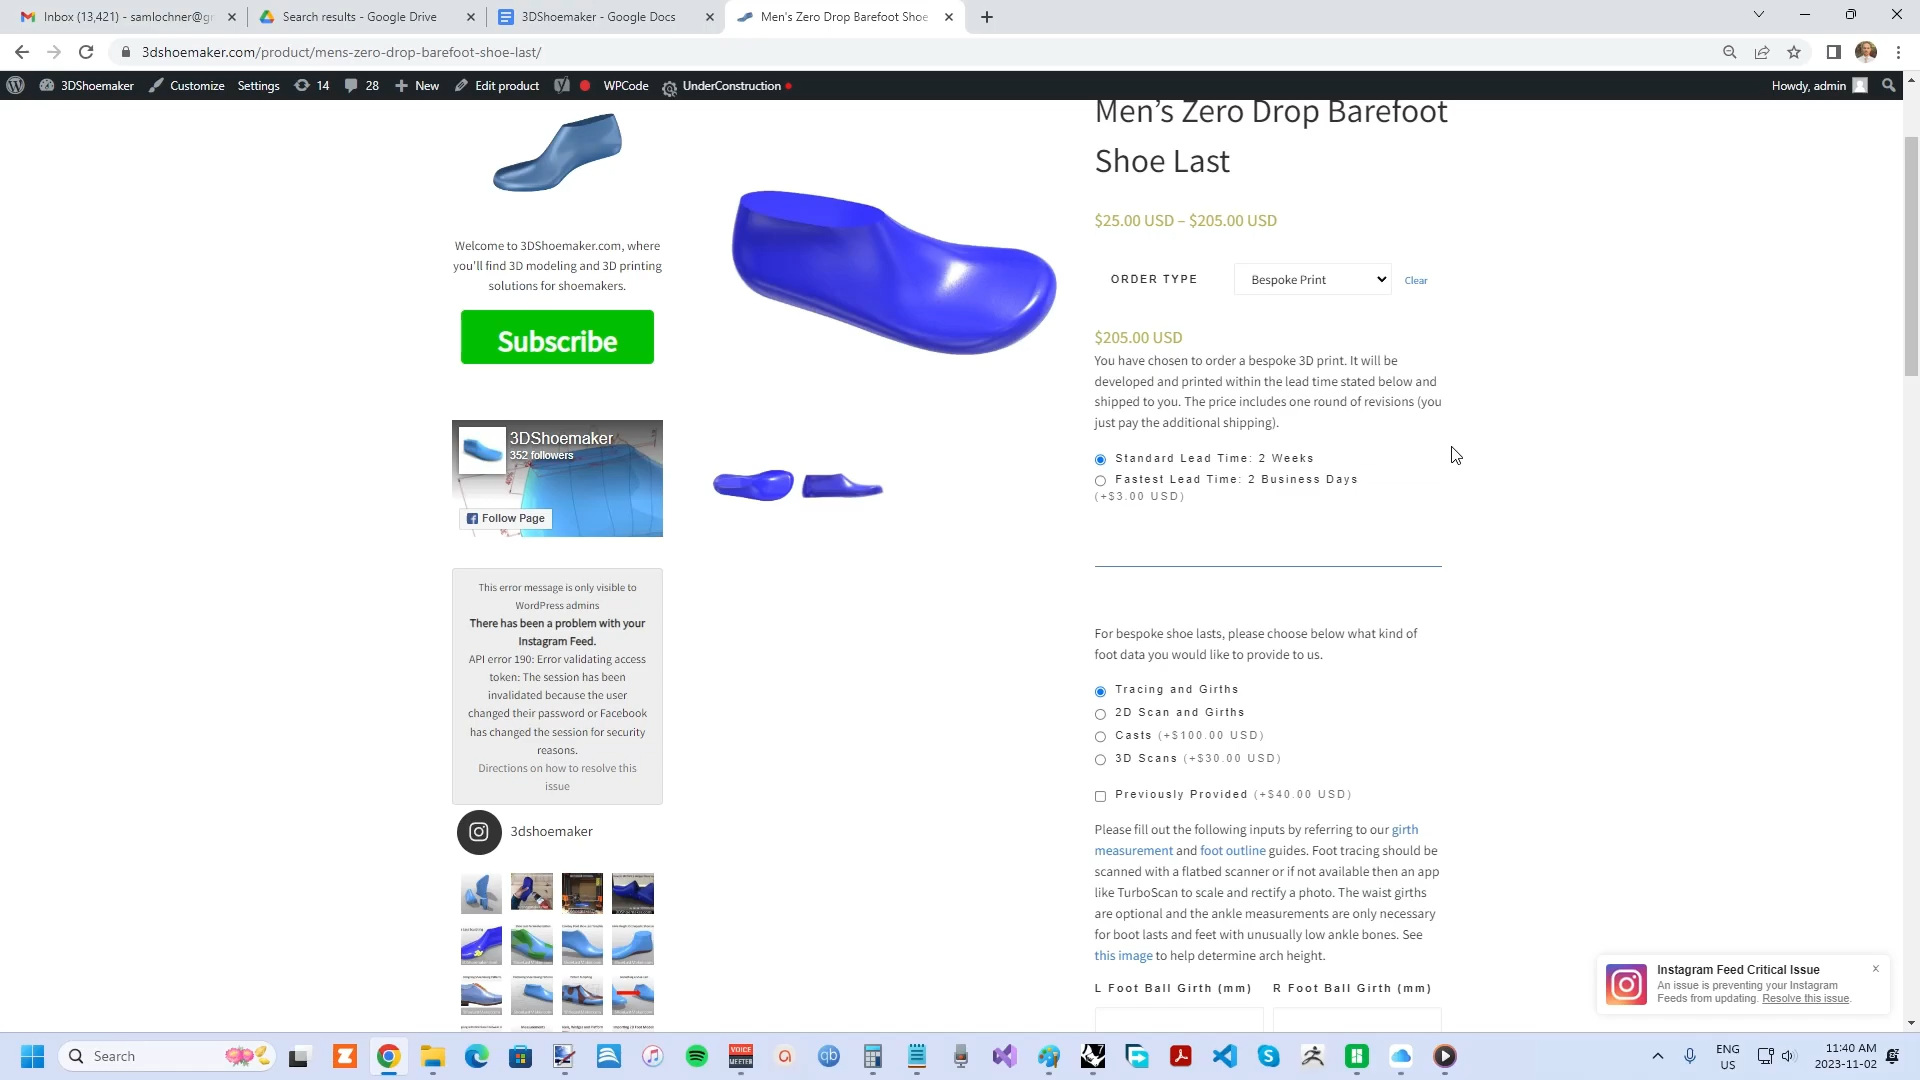 Inbox (13,421) - samlochner@gr
Search results - Google Drive
3DShoemaker - Google Docs
Men's Zero Drop Barefoot Shoe
3dshoemaker.com/product/mens-zero-drop-barefoot-shoe-last/
3DShoemaker
Customize
Settings
14
28
New
Edit product
WPCode
UnderConstruction
Howdy, admin
Men's Zero Drop Barefoot
Shoe Last
$25.00 USD – $205.00 USD
ORDER TYPE
Bespoke Print
Clear
$205.00 USD
You have chosen to order a bespoke 3D print. It will be
developed and printed within the lead time stated below and
shipped to you. The price includes one round of revisions (you
just pay the additional shipping).
Standard Lead Time: 2 Weeks
Fastest Lead Time: 2 Business Days
(+$3.00 USD)
For bespoke shoe lasts, please choose below what kind of
foot data you would like to provide to us.
Tracing and Girths
2D Scan and Girths
Casts (+$100.00 USD)
3D Scans (+$30.00 USD)
Previously Provided (+$40.00 USD)
Please fill out the following inputs by referring to our girth
measurement and foot outline guides. Foot tracing should be
scanned with a flatbed scanner or if not available then an app
like TurboScan to scale and rectify a photo. The waist girths
are optional and the ankle measurements are only necessary
for boot lasts and feet with unusually low ankle bones. See
this image to help determine arch height.
L Foot Ball Girth (mm)
R Foot Ball Girth (mm)
Welcome to 3DShoemaker.com, where
you'll find 3D modeling and 3D printing
solutions for shoemakers.
Subscribe
3DShoemaker
352 followers
Follow Page
This error message is only visible to
WordPress admins
There has been a problem with your
Instagram Feed.
API error 190: Error validating access
token: The session has been
invalidated because the user
changed their password or Facebook
has changed the session for security
reasons.
Directions on how to resolve this
issue
3dshoemaker
Instagram Feed Critical Issue
An issue is preventing your Instagram
Feeds from updating. Resolve this issue.
Search
VOICE
MEETER
qb
ENG
US
11:40 AM
2023-11-02